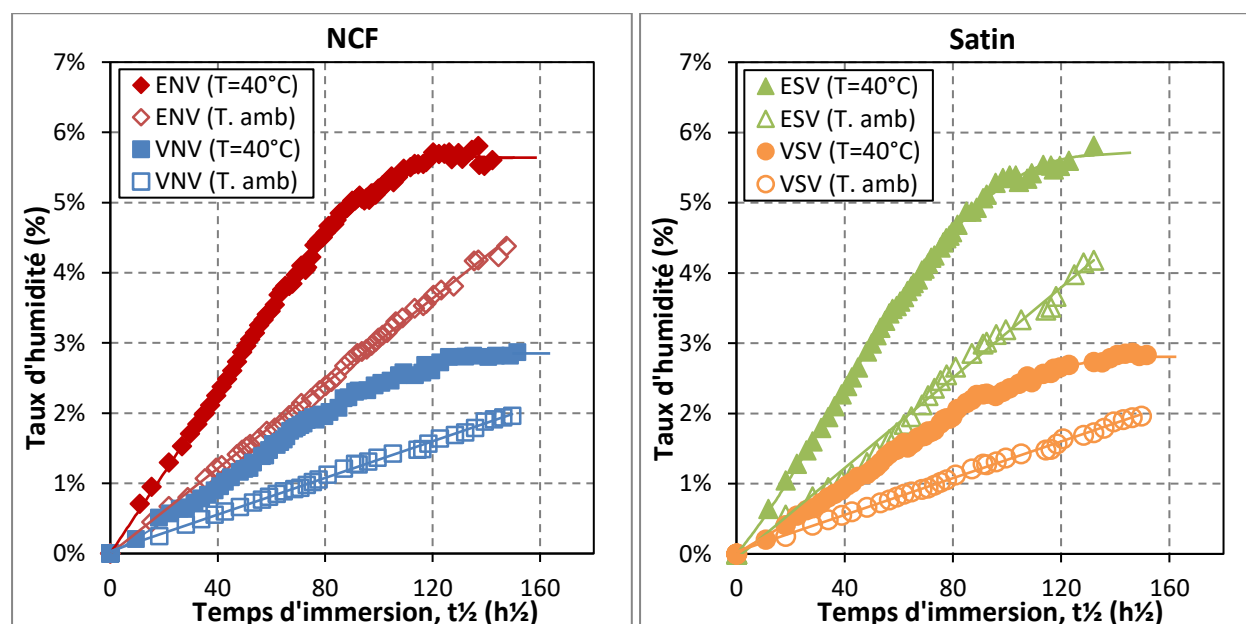 NCF
Taux d'humidité (%)
7%
6%
5%
4%
3%
2%
1%
0%
ENV (T=40°C)
ENV (T. amb)
VNV (T=40°C)
VNV (T. amb)
0 40 80 120 160
Temps d'immersion, t½ (h½)
Satin
Taux d'humidité (%)
7%
6%
5%
4%
3%
2%
1%
0%
ESV (T=40°C)
ESV (T. amb)
VSV (T=40°C)
VSV (T. amb)
0 40 80 120 160
Temps d'immersion, t½ (h½)